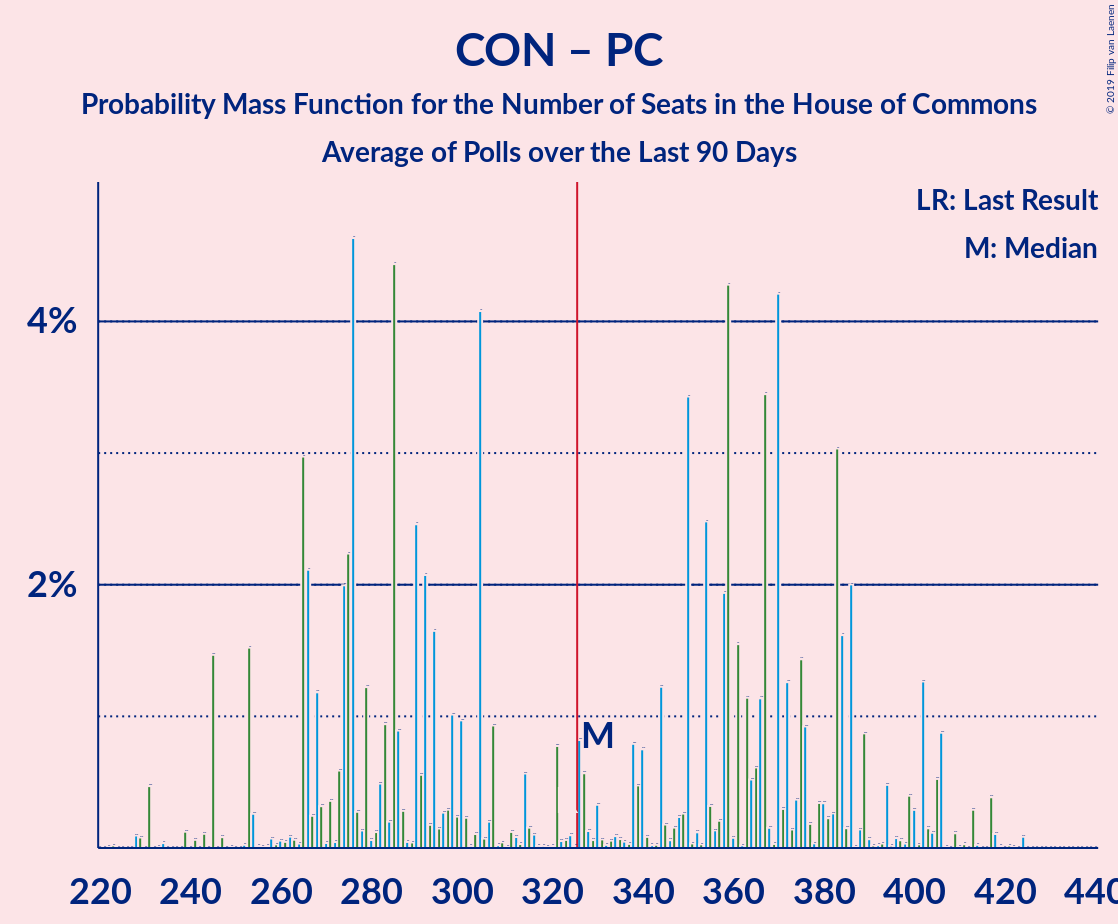 CON – PC
Probability Mass Function for the Number of Seats in the House of Commons
Average of Polls over the Last 90 Days
© 2019 Filip van Laenen
LR: Last Result
M: Median
4%
2%
M
220 240 260 280 300 320 340 360 380 400 420 440